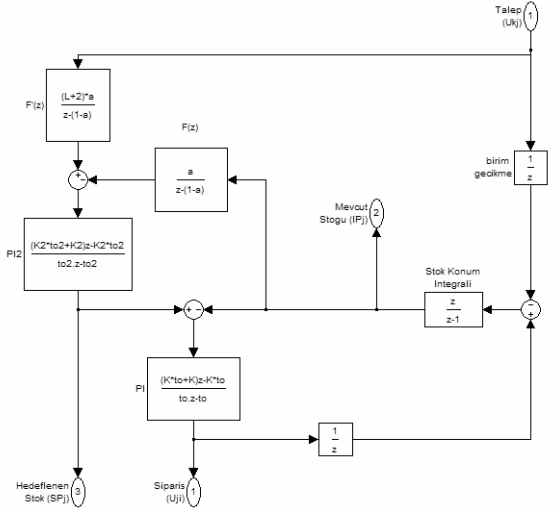 Talep
(Ukj)
1
(L+2)*a
z-(1-a)
F'(z)
F(z)
a
z-(1-a)
birim
gecikme
1
z
Mevcut
Stogu (IPj)
2
PI2
(K2*to2+K2)z-K2*to2
to2.z-to2
Stok Konum
Integrali
z
z-1
PI
(K*to+K)z-K*to
to.z-to
1
z
Hedeflenen
Stok (SPj)
3
Siparis
(Uji)
1